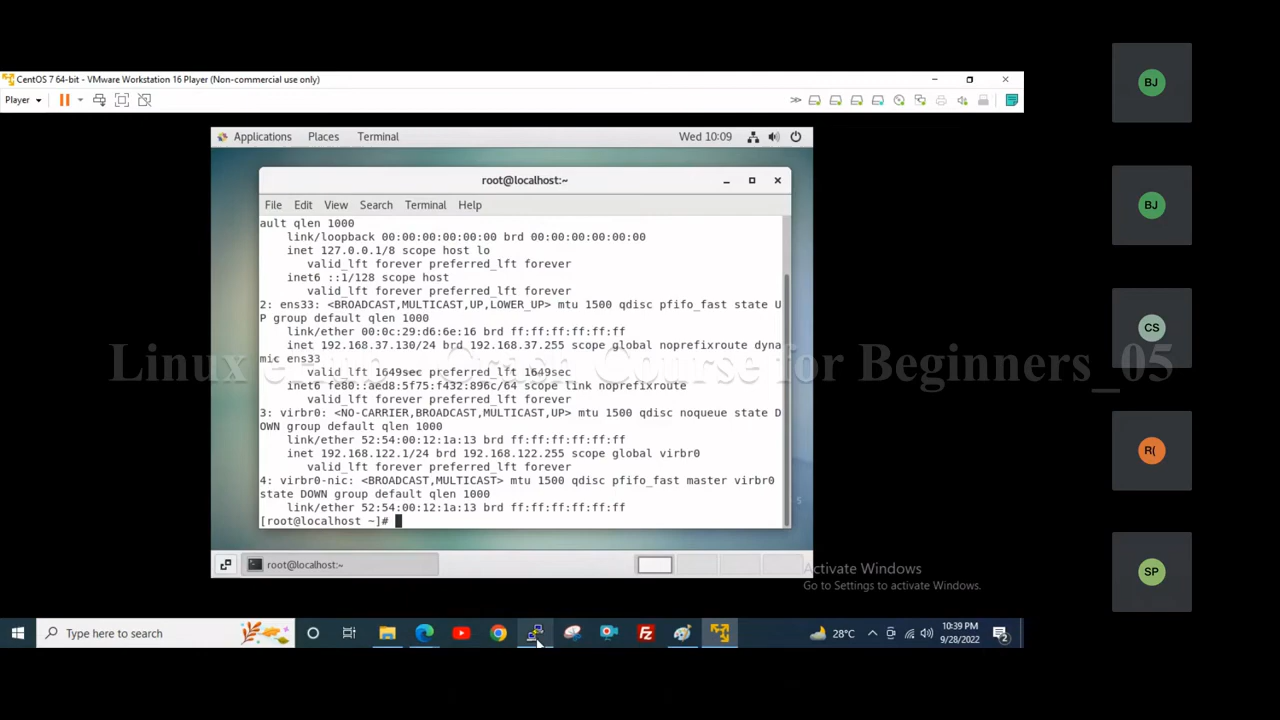 CentOS 7 64-bit - VMware Workstation 16 Player (Non-commercial use only)
Player
Applications Places Terminal Wed 10:09
root@localhost:~
File Edit View Search Terminal Help
ault qlen 1000
link/loopback 00:00:00:00:00:00 brd 00:00:00:00:00:00
inet 127.0.0.1/8 scope host lo
valid_lft forever preferred_lft forever
inet6 ::1/128 scope host
valid_lft forever preferred_lft forever
2: ens33: <BROADCAST,MULTICAST,UP,LOWER_UP> mtu 1500 qdisc pfifo_fast state U
P group default qlen 1000
link/ether 00:0c:29:d6:6e:16 brd ff:ff:ff:ff:ff:ff
inet 192.168.37.130/24 brd 192.168.37.255 scope global noprefixroute dyna
mic ens33
valid_lft 1649sec preferred_lft 1649sec
inet6 fe80::aed8:5f75:f432:896c/64 scope link noprefixroute
valid_lft forever preferred_lft forever
3: virbr0: <NO-CARRIER,BROADCAST,MULTICAST,UP> mtu 1500 qdisc noqueue state D
OWN group default qlen 1000
link/ether 52:54:00:12:1a:13 brd ff:ff:ff:ff:ff:ff
inet 192.168.122.1/24 brd 192.168.122.255 scope global virbr0
valid_lft forever preferred_lft forever
4: virbr0-nic: <BROADCAST,MULTICAST> mtu 1500 qdisc pfifo_fast master virbr0
state DOWN group default qlen 1000
link/ether 52:54:00:12:1a:13 brd ff:ff:ff:ff:ff:ff
[root@localhost ~]#
Linux Course for Beginners_05
root@localhost:~
Activate Windows
Go to Settings to activate Windows.
Type here to search
28°C
10:39 PM
9/28/2022
2
BJ
BJ
CS
R(
SP